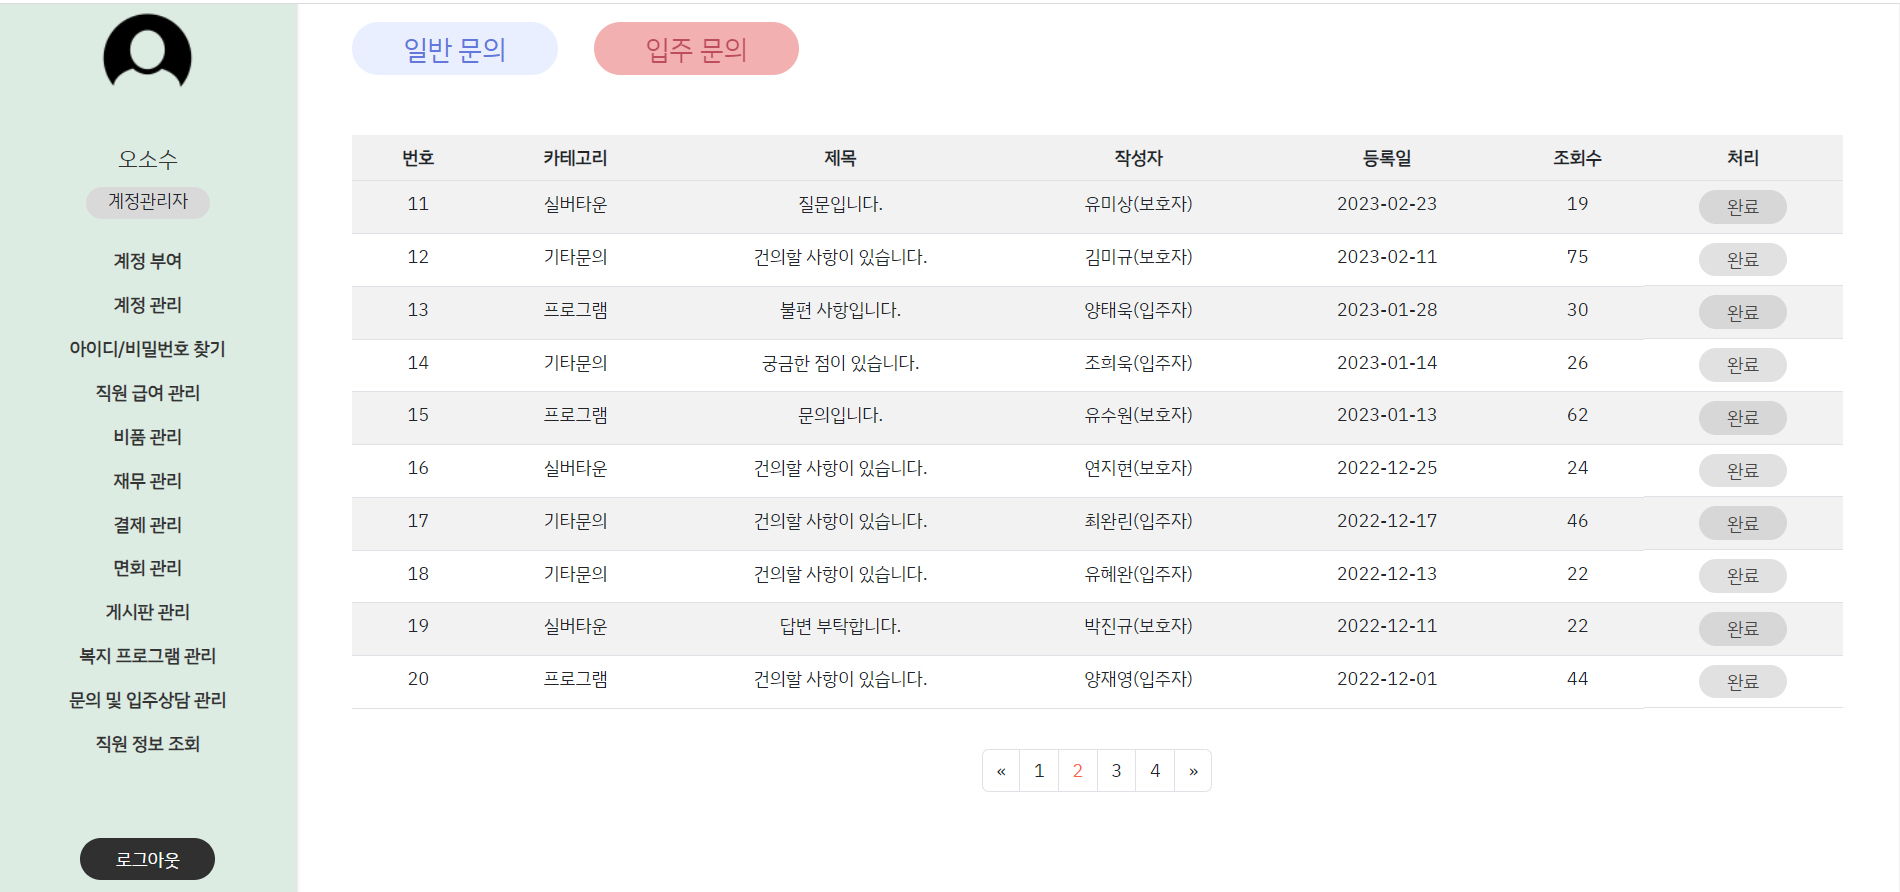 오소수
계정관리자
계정 부여
계정 관리
아이디/비밀번호 찾기
직원 급여 관리
비품 관리
재무 관리
결제 관리
면회 관리
게시판 관리
복지 프로그램 관리
문의 및 입주상담 관리
직원 정보 조회
로그아웃
일반 문의 입주 문의
번호 카테고리 제목 작성자 등록일 조회수 처리
11 실버타운 질문입니다. 유미상(보호자) 2023-02-23 19 완료
12 기타문의 건의할 사항이 있습니다. 김미규(보호자) 2023-02-11 75 완료
13 프로그램 불편 사항입니다. 양태욱(입주자) 2023-01-28 30 완료
14 기타문의 궁금한 점이 있습니다. 조희욱(입주자) 2023-01-14 26 완료
15 프로그램 문의입니다. 유수원(보호자) 2023-01-13 62 완료
16 실버타운 건의할 사항이 있습니다. 연지현(보호자) 2022-12-25 24 완료
17 기타문의 건의할 사항이 있습니다. 최완린(입주자) 2022-12-17 46 완료
18 기타문의 건의할 사항이 있습니다. 유혜완(입주자) 2022-12-13 22 완료
19 실버타운 답변 부탁합니다. 박진규(보호자) 2022-12-11 22 완료
20 프로그램 건의할 사항이 있습니다. 양재영(입주자) 2022-12-01 44 완료
« 1 2 3 4 »